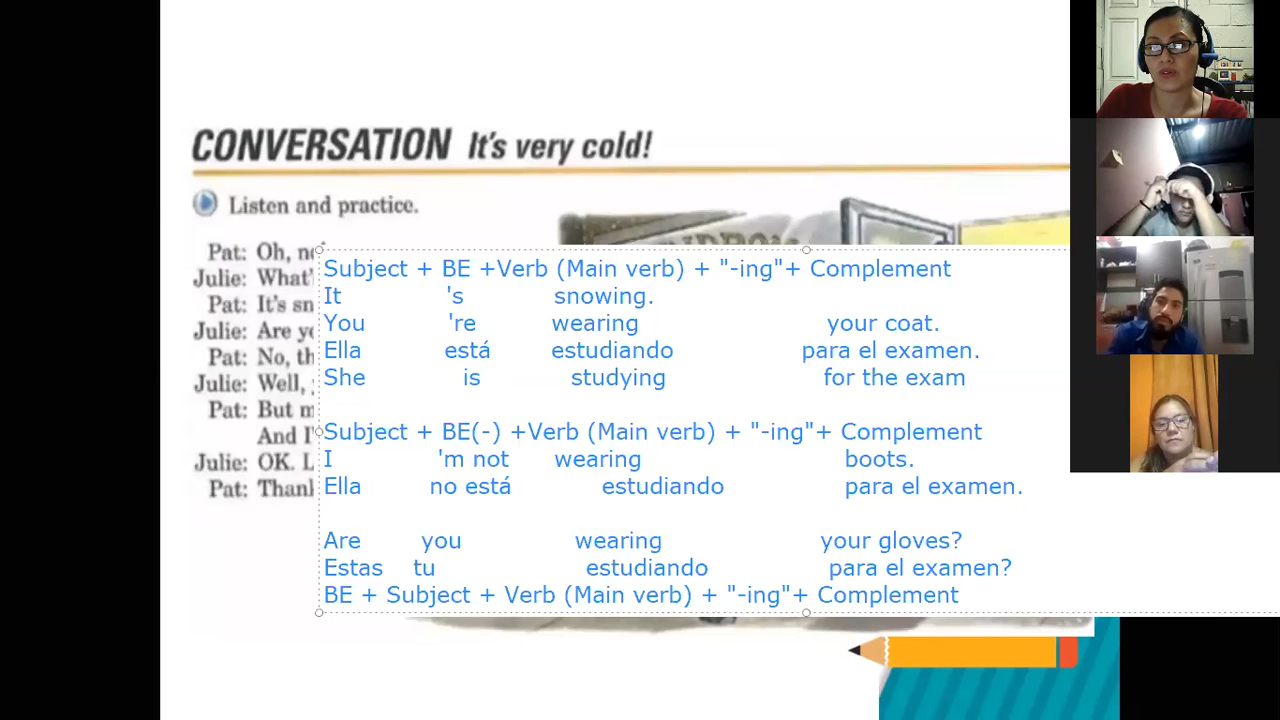 CONVERSATION It's very cold!
Listen and practice.
Pat: Oh,
Julie: What'
Pat: It's
Julie: Are
Pat: No,
Julie: Well,
Pat: But
And
Julie: OK.
Pat:
Subject + BE +Verb (Main verb) + "-ing"+ Complement
It 's snowing.
You 're wearing your coat.
Ella está estudiando para el examen.
She is studying for the exam
Subject + BE(-) +Verb (Main verb) + "-ing"+ Complement
I 'm not wearing boots.
Ella no está estudiando para el examen.
Are you wearing your gloves?
Estas tu estudiando para el examen?
BE + Subject + Verb (Main verb) + "-ing"+ Complement